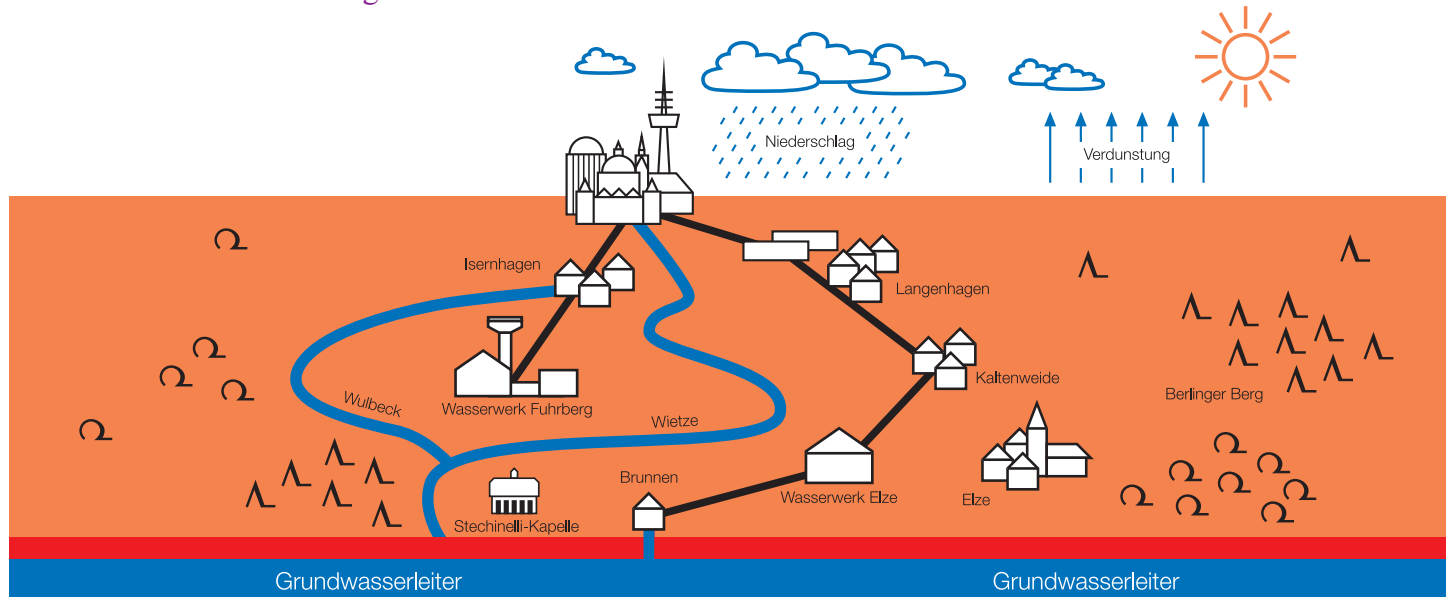 Niederschlag
Verdunstung
Isernhagen
Langenhagen
Kaltenweide
Berlinger Berg
Wulbeck
Wasserwerk Fuhrberg
Wietze
Brunnen
Wasserwerk Elze
Elze
Stechinelli-Kapelle
Grundwasserleiter
Grundwasserleiter